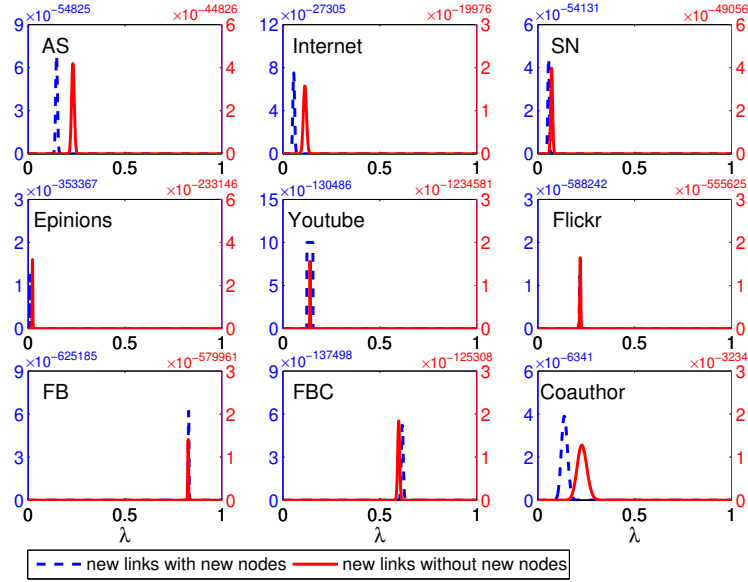 ×10^-54825 ×10^-44826 ×10^-27305 ×10^-19976 ×10^-54131 ×10^-49056
9 6 12 3 6 6
AS Internet SN
6 4 8 2 4 4
3 2 4 1 2 2
0 0 0 0 0 0
0 0.5 1 0 0.5 1 0 0.5 1
×10^-353367 ×10^-233146 ×10^-130486 ×10^-1234581 ×10^-588242 ×10^-555625
3 6 15 3 3 3
Epinions Youtube Flickr
2 4 10 2 2 2
1 2 5 1 1 1
0 0 0 0 0 0
0 0.5 1 0 0.5 1 0 0.5 1
×10^-625185 ×10^-579961 ×10^-137498 ×10^-125308 ×10^-6341 ×10^-3234
9 3 9 3 6 3
FB FBC Coauthor
6 2 6 2 4 2
3 1 3 1 2 1
0 0 0 0 0 0
0 0.5 1 0 0.5 1 0 0.5 1
λ λ λ
new links with new nodes new links without new nodes